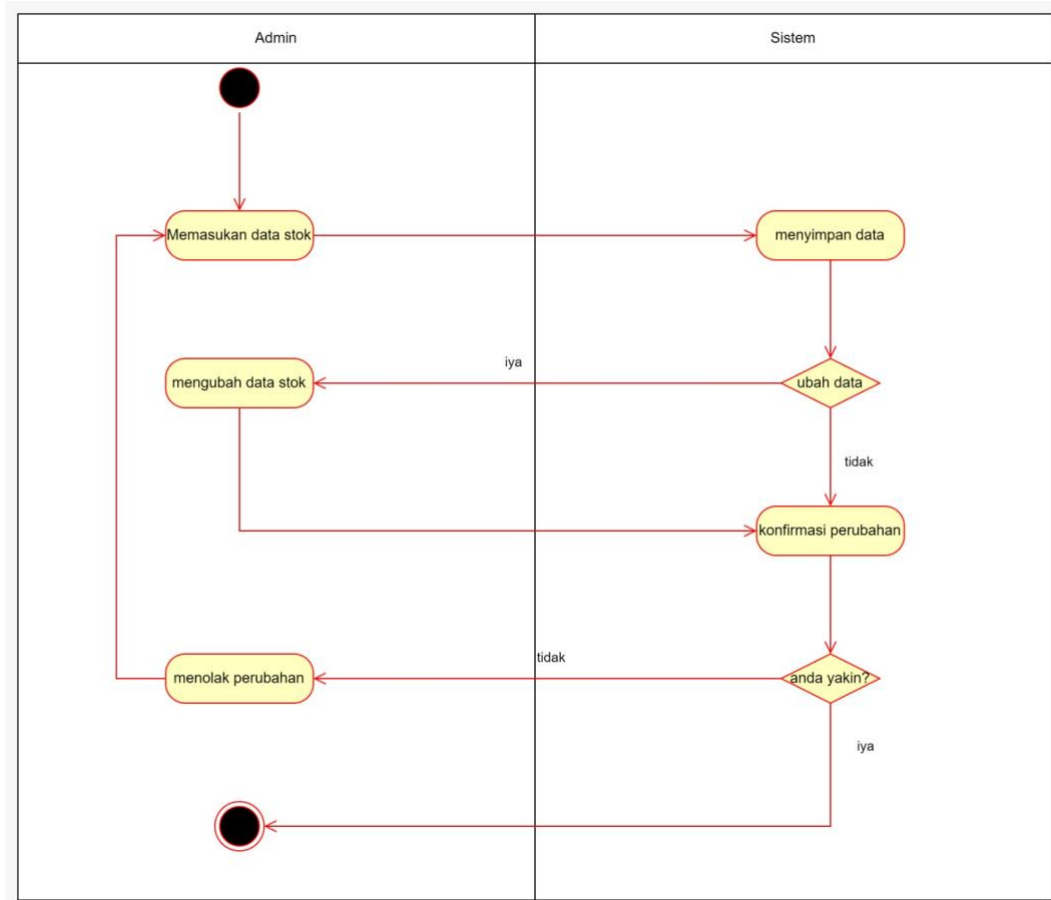 Admin
Sistem
Memasukan data stok
menyimpan data
iya
mengubah data stok
ubah data
tidak
konfirmasi perubahan
tidak
menolak perubahan
anda yakin?
iya